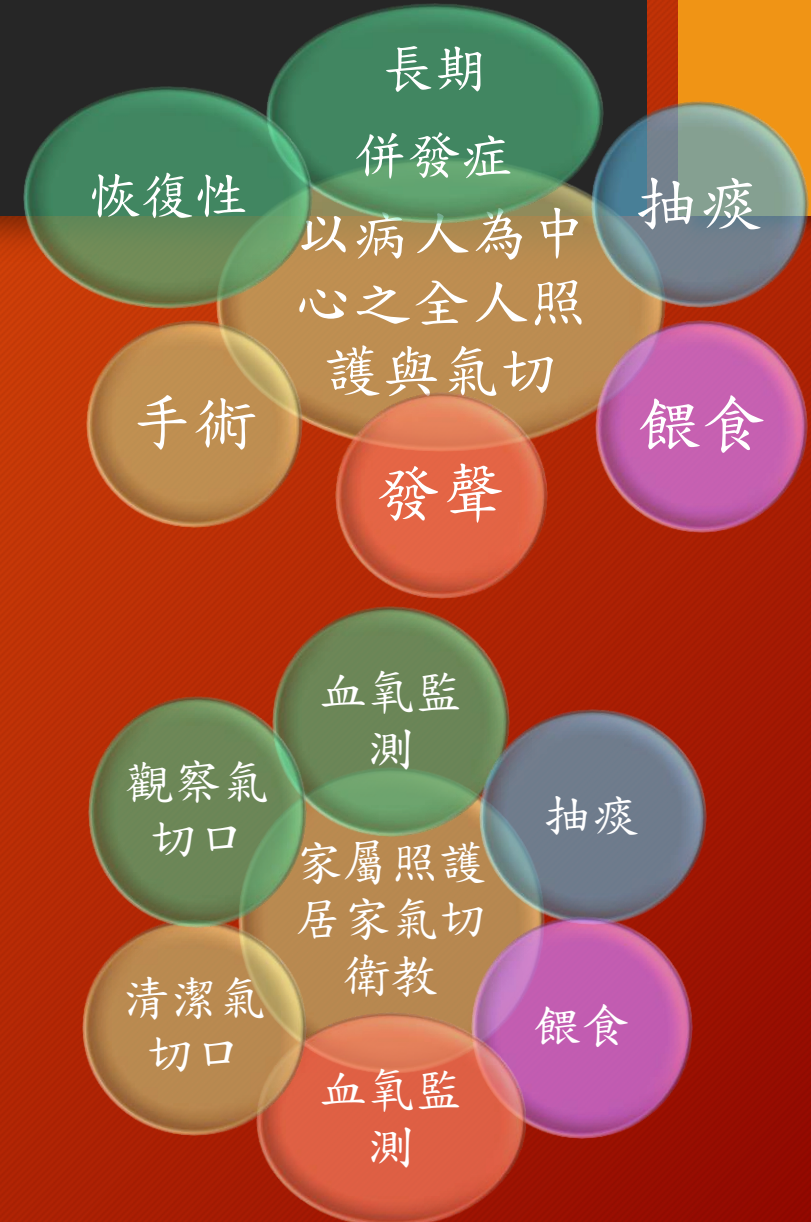 長期
併發症
恢復性
抽痰
以病人為中
心之全人照
護與氣切
手術
餵食
發聲
血氧監
測
觀察氣
切口
抽痰
家屬照護
居家氣切
衛教
清潔氣
切口
餵食
血氧監
測